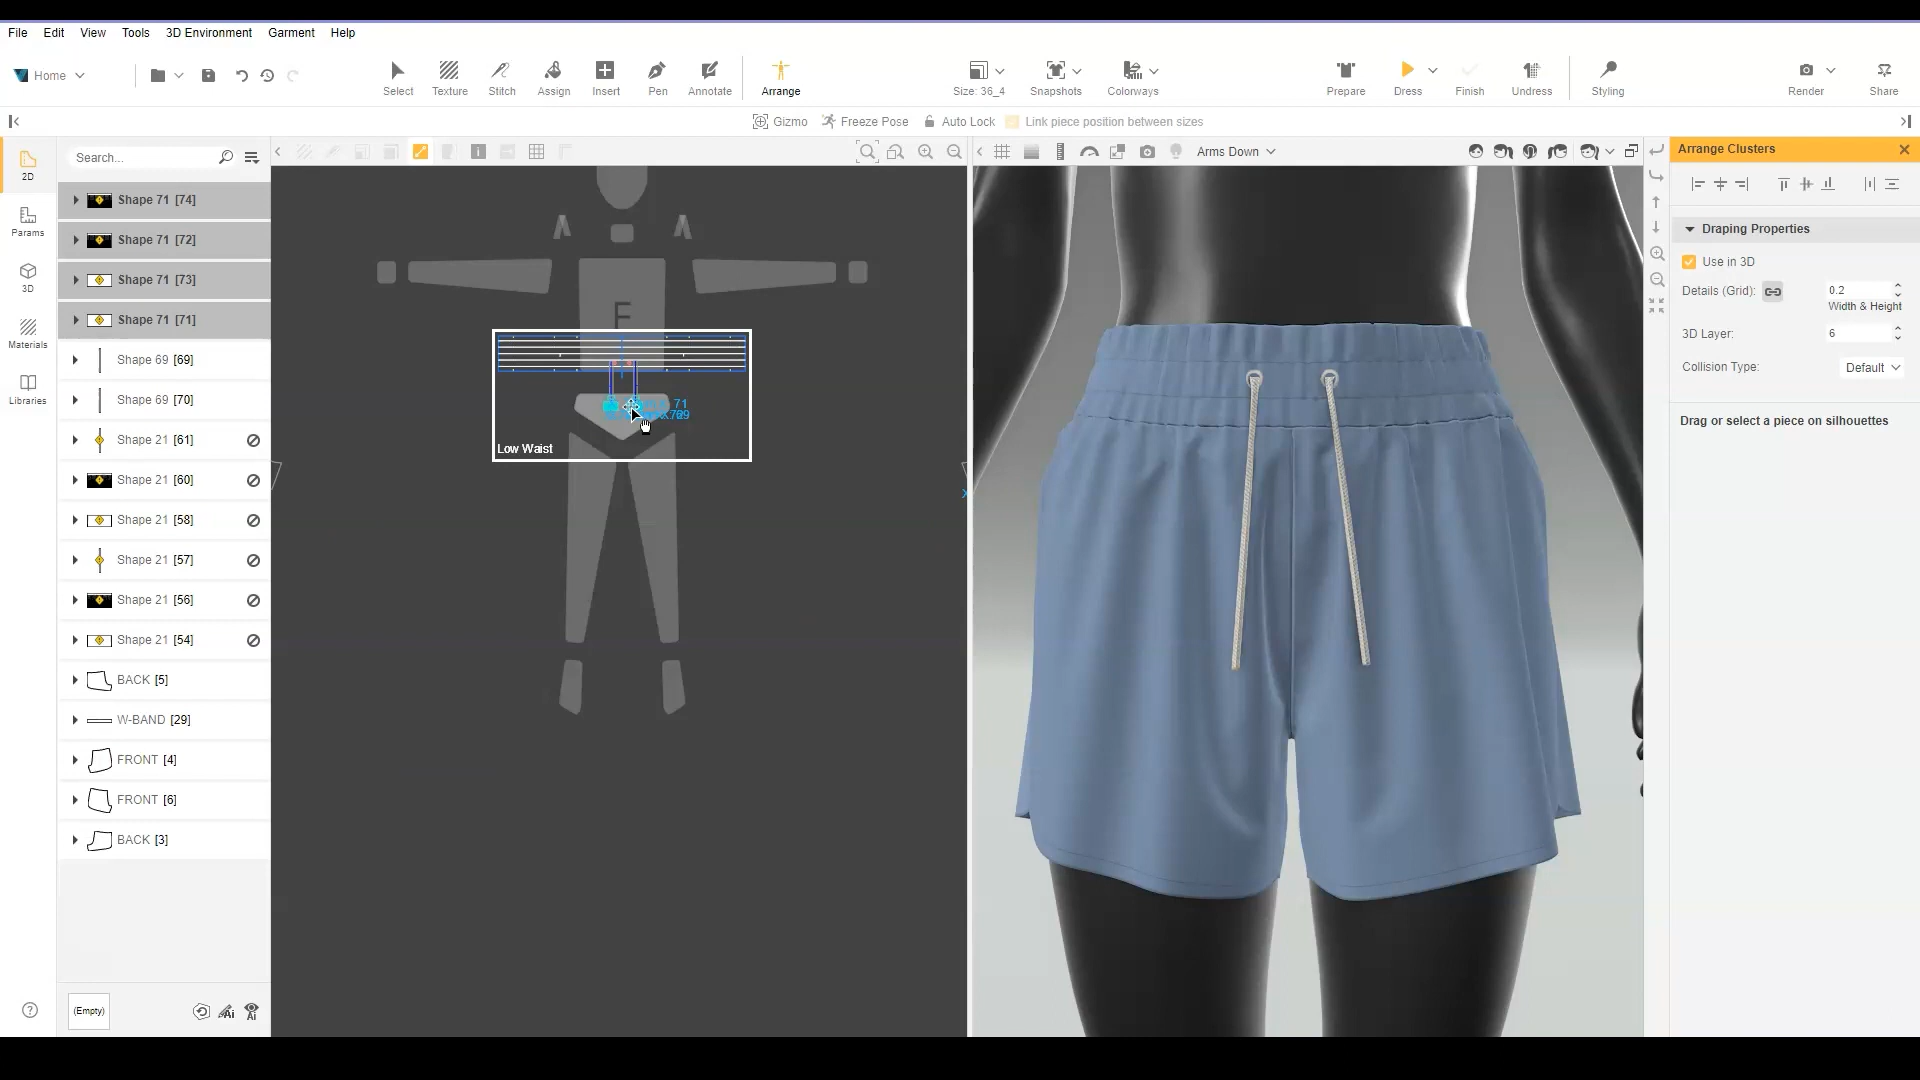 File Edit View Tools 3D Environment Garment Help
Home
Select Texture Stitch Assign Insert Pen Annotate Arrange Size: 36_4 Snapshots Colorways Prepare Dress Finish Undress Styling Render Share
Gizmo Freeze Pose Auto Lock Link piece position between sizes
2D
Params
3D
Materials
Libraries
Search...
Shape 71 [74]
Shape 71 [72]
Shape 71 [73]
Shape 71 [71]
Shape 69 [69]
Shape 69 [70]
Shape 21 [61]
Shape 21 [60]
Shape 21 [58]
Shape 21 [57]
Shape 21 [56]
Shape 21 [54]
BACK [5]
W-BAND [29]
FRONT [4]
FRONT [6]
BACK [3]
(Empty)
Ai
Ai
F
71
Low Waist
X
Arms Down
Arrange Clusters
Draping Properties
Use in 3D
Details (Grid): 0.2
Width & Height
3D Layer: 6
Collision Type: Default
Drag or select a piece on silhouettes